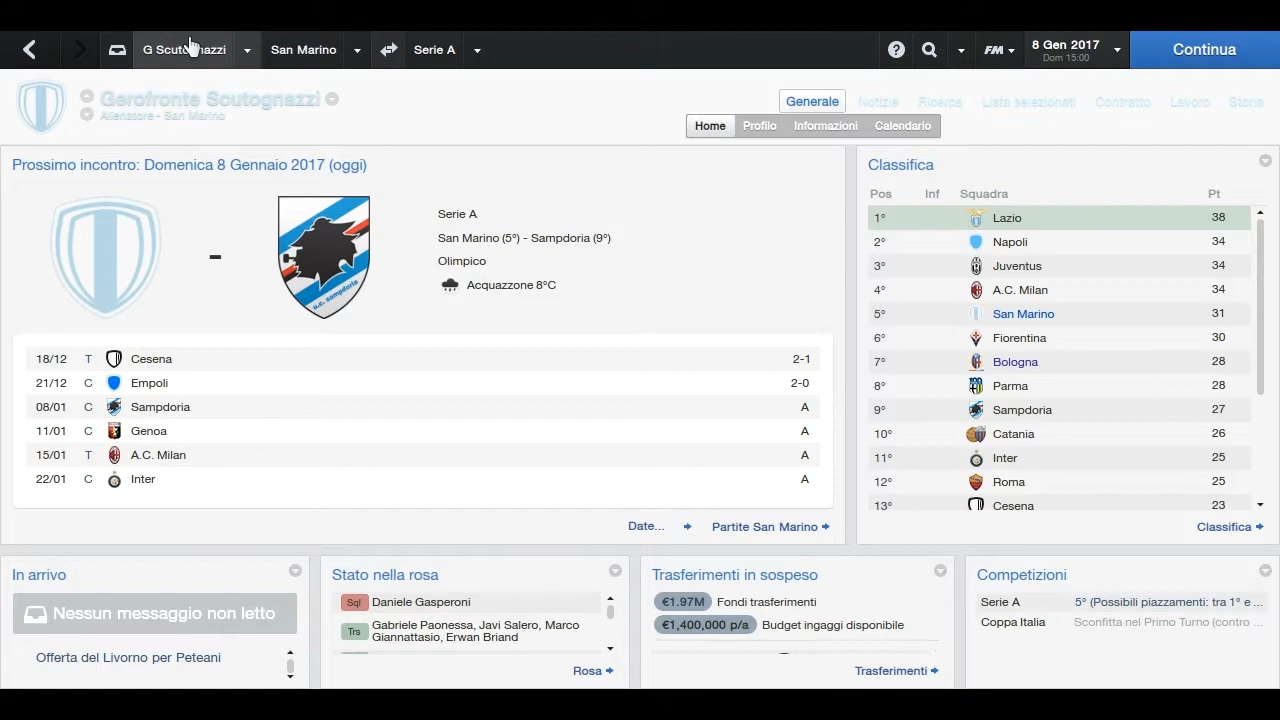 G Scutognazzi San Marino Serie A FM 8 Gen 2017 Dom 15:00 Continua
Gerofronte Scutognazzi
Allenatore - San Marino
Generale Notizie Ricerca Lista selezionati Contratto Lavoro Storia
Home Profilo Informazioni Calendario
Prossimo incontro: Domenica 8 Gennaio 2017 (oggi)
-
u.c. sampdoria
Serie A
San Marino (5°) - Sampdoria (9°)
Olimpico
Acquazzone 8°C
18/12 T Cesena 2-1
21/12 C Empoli 2-0
08/01 C Sampdoria A
11/01 C Genoa A
15/01 T A.C. Milan A
22/01 C Inter A
Date... Partite San Marino
Classifica
Pos Inf Squadra Pt
1° Lazio 38
2° Napoli 34
3° Juventus 34
4° A.C. Milan 34
5° San Marino 31
6° Fiorentina 30
7° Bologna 28
8° Parma 28
9° Sampdoria 27
10° Catania 26
11° Inter 25
12° Roma 25
13° Cesena 23
Classifica
In arrivo
Nessun messaggio non letto
Offerta del Livorno per Peteani
Stato nella rosa
Sql Daniele Gasperoni
Trs Gabriele Paonessa, Javi Salero, Marco
Giannattasio, Erwan Briand
Rosa
Trasferimenti in sospeso
€1.97M Fondi trasferimenti
€1,400,000 p/a Budget ingaggi disponibile
Trasferimenti
Competizioni
Serie A 5° (Possibili piazzamenti: tra 1° e ...
Coppa Italia Sconfitta nel Primo Turno (contro ...